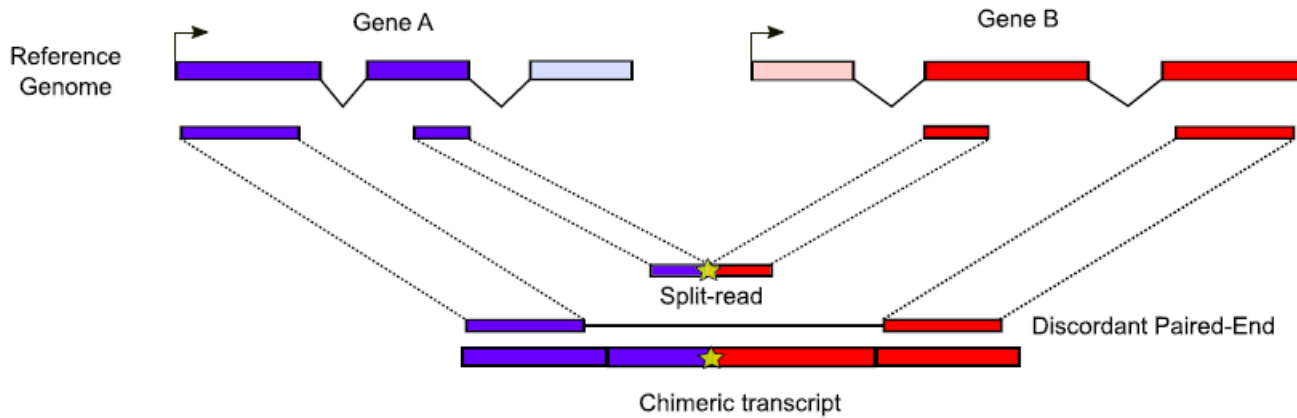 Gene A
Gene B
Reference
Genome
Split-read
Discordant Paired-End
Chimeric transcript